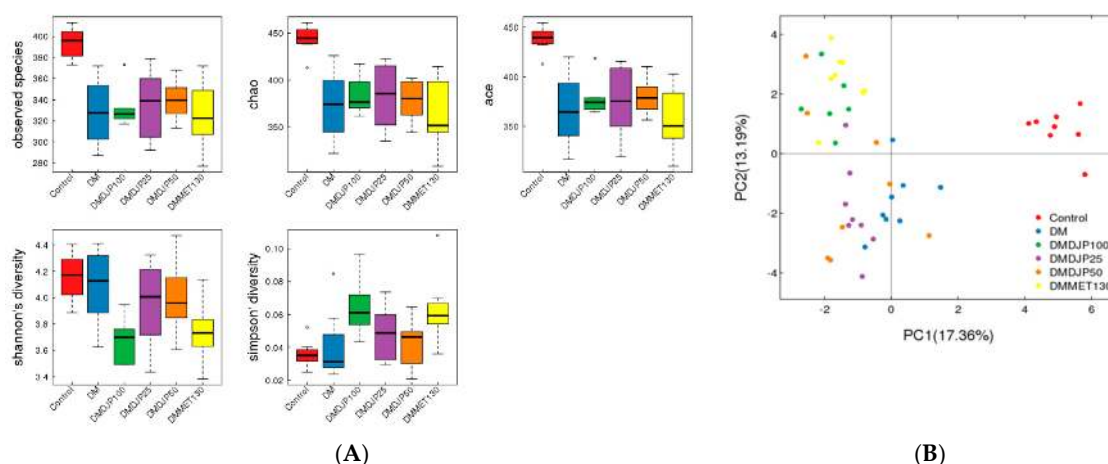 observed species
400
380
360
340
320
300
280
Control
DM
DMDJP100
DMDJP25
DMDJP50
DMMET130
chao
450
400
350
Control
DM
DMDJP100
DMDJP25
DMDJP50
DMMET130
ace
450
400
350
Control
DM
DMDJP100
DMDJP25
DMDJP50
DMMET130
shannon's diversity
4.4
4.2
4.0
3.8
3.6
3.4
Control
DM
DMDJP100
DMDJP25
DMDJP50
DMMET130
simpson' diversity
0.10
0.08
0.06
0.04
0.02
Control
DM
DMDJP100
DMDJP25
DMDJP50
DMMET130
(A)
PC2(13.19%)
4
2
0
-2
-4
Control
DM
DMDJP100
DMDJP25
DMDJP50
DMMET130
-2 0 2 4 6
PC1(17.36%)
(B)